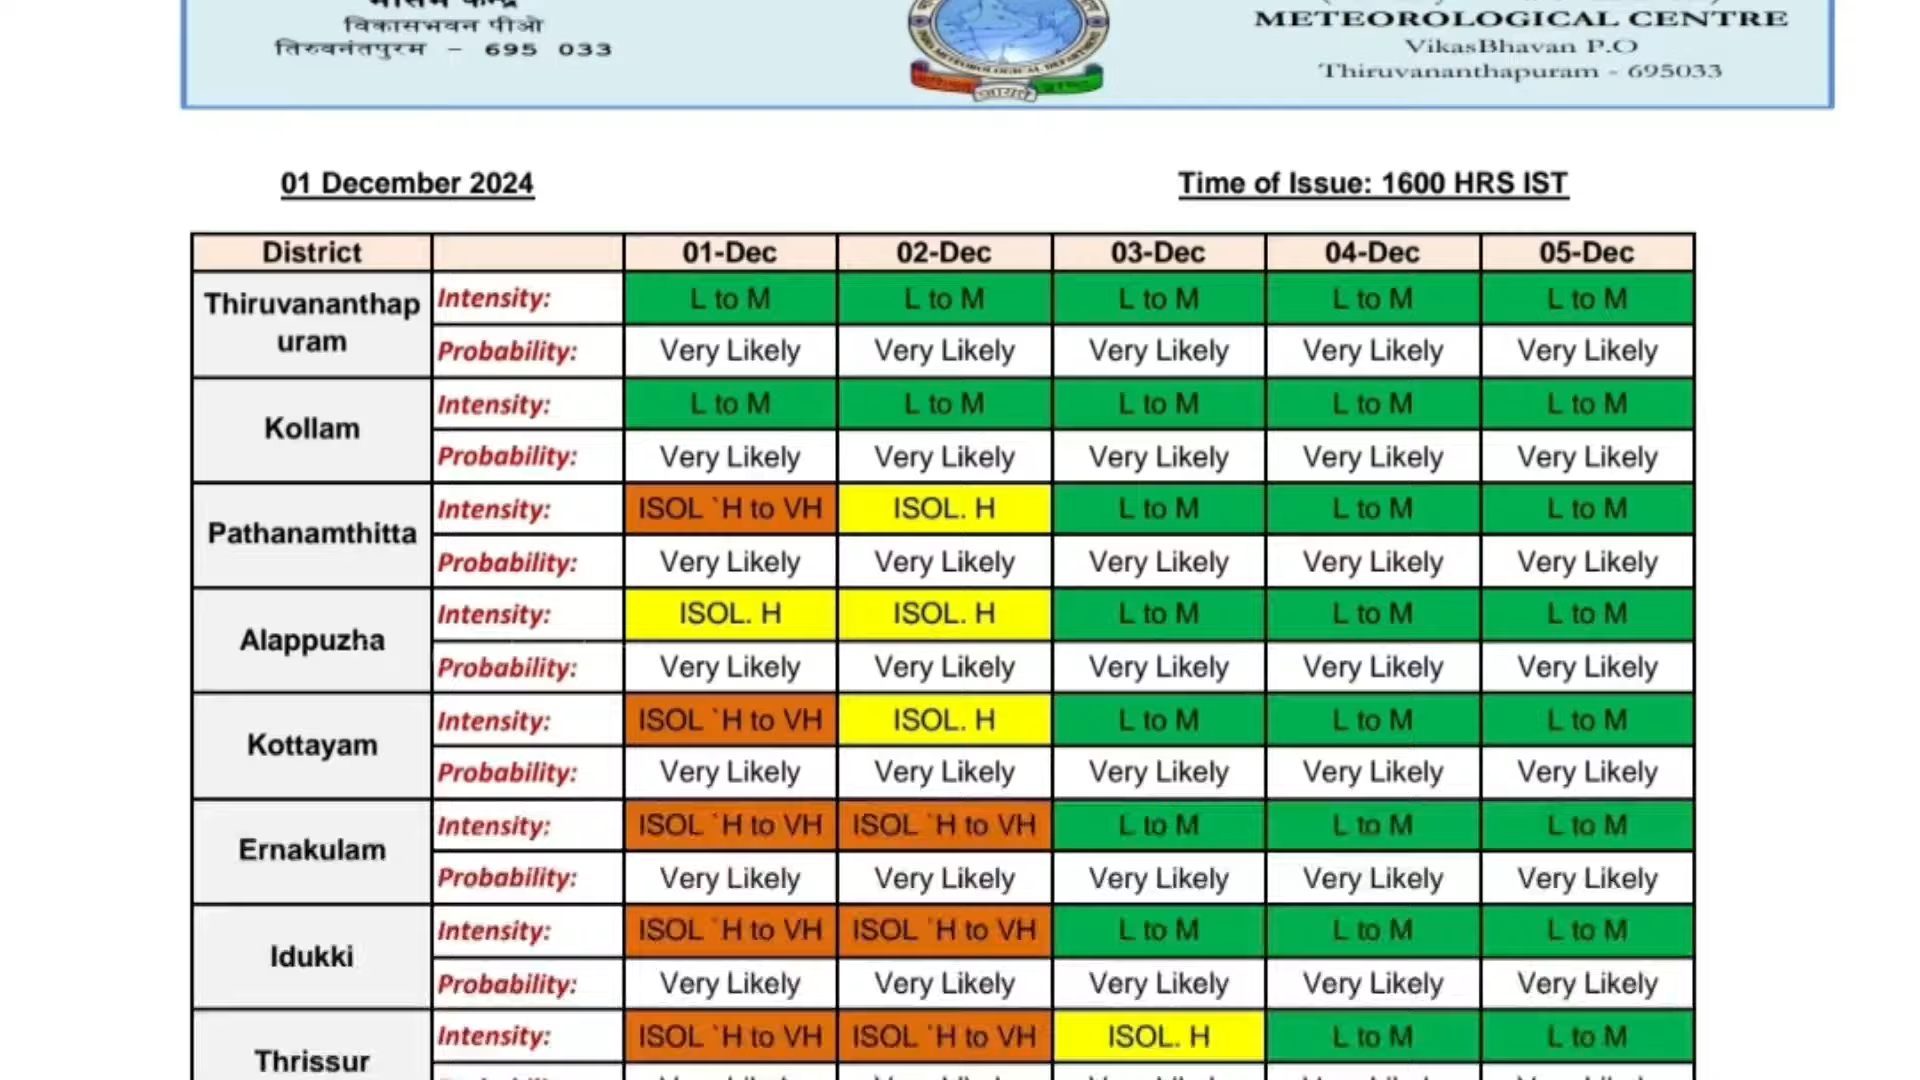 विकासभवन पीओ
तिरुवनंतपुरम – 695 033
METEOROLOGICAL CENTRE
VikasBhavan P.O
Thiruvananthapuram - 695033
01 December 2024
Time of Issue: 1600 HRS IST
District 01-Dec 02-Dec 03-Dec 04-Dec 05-Dec
Thiruvananthap
uram
Intensity: L to M L to M L to M L to M L to M
Probability: Very Likely Very Likely Very Likely Very Likely Very Likely
Kollam
Intensity: L to M L to M L to M L to M L to M
Probability: Very Likely Very Likely Very Likely Very Likely Very Likely
Pathanamthitta
Intensity: ISOL `H to VH ISOL. H L to M L to M L to M
Probability: Very Likely Very Likely Very Likely Very Likely Very Likely
Alappuzha
Intensity: ISOL. H ISOL. H L to M L to M L to M
Probability: Very Likely Very Likely Very Likely Very Likely Very Likely
Kottayam
Intensity: ISOL `H to VH ISOL. H L to M L to M L to M
Probability: Very Likely Very Likely Very Likely Very Likely Very Likely
Ernakulam
Intensity: ISOL `H to VH ISOL `H to VH L to M L to M L to M
Probability: Very Likely Very Likely Very Likely Very Likely Very Likely
Idukki
Intensity: ISOL `H to VH ISOL `H to VH L to M L to M L to M
Probability: Very Likely Very Likely Very Likely Very Likely Very Likely
Thrissur
Intensity: ISOL `H to VH ISOL `H to VH ISOL. H L to M L to M